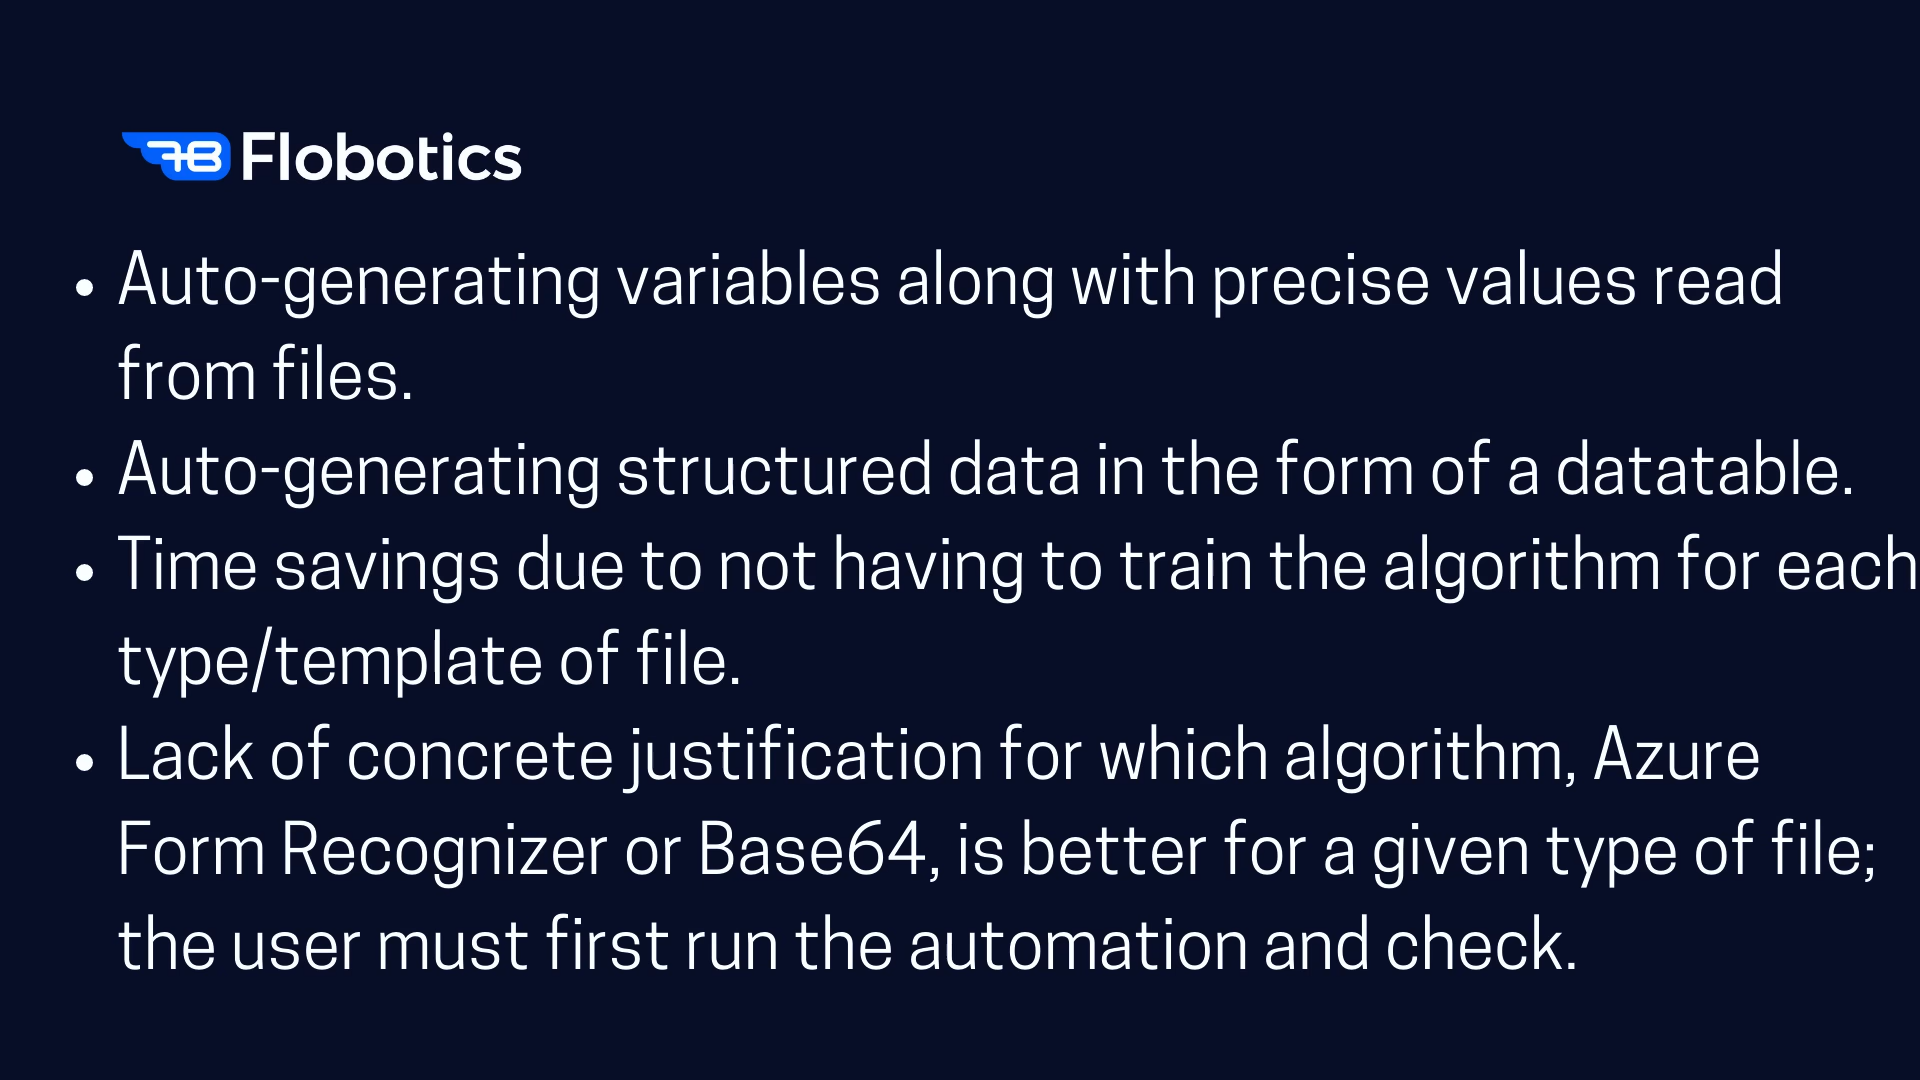 Flobotics
• Auto-generating variables along with precise values read
from files.
• Auto-generating structured data in the form of a datatable.
• Time savings due to not having to train the algorithm for each
type/template of file.
• Lack of concrete justification for which algorithm, Azure
Form Recognizer or Base64, is better for a given type of file;
the user must first run the automation and check.